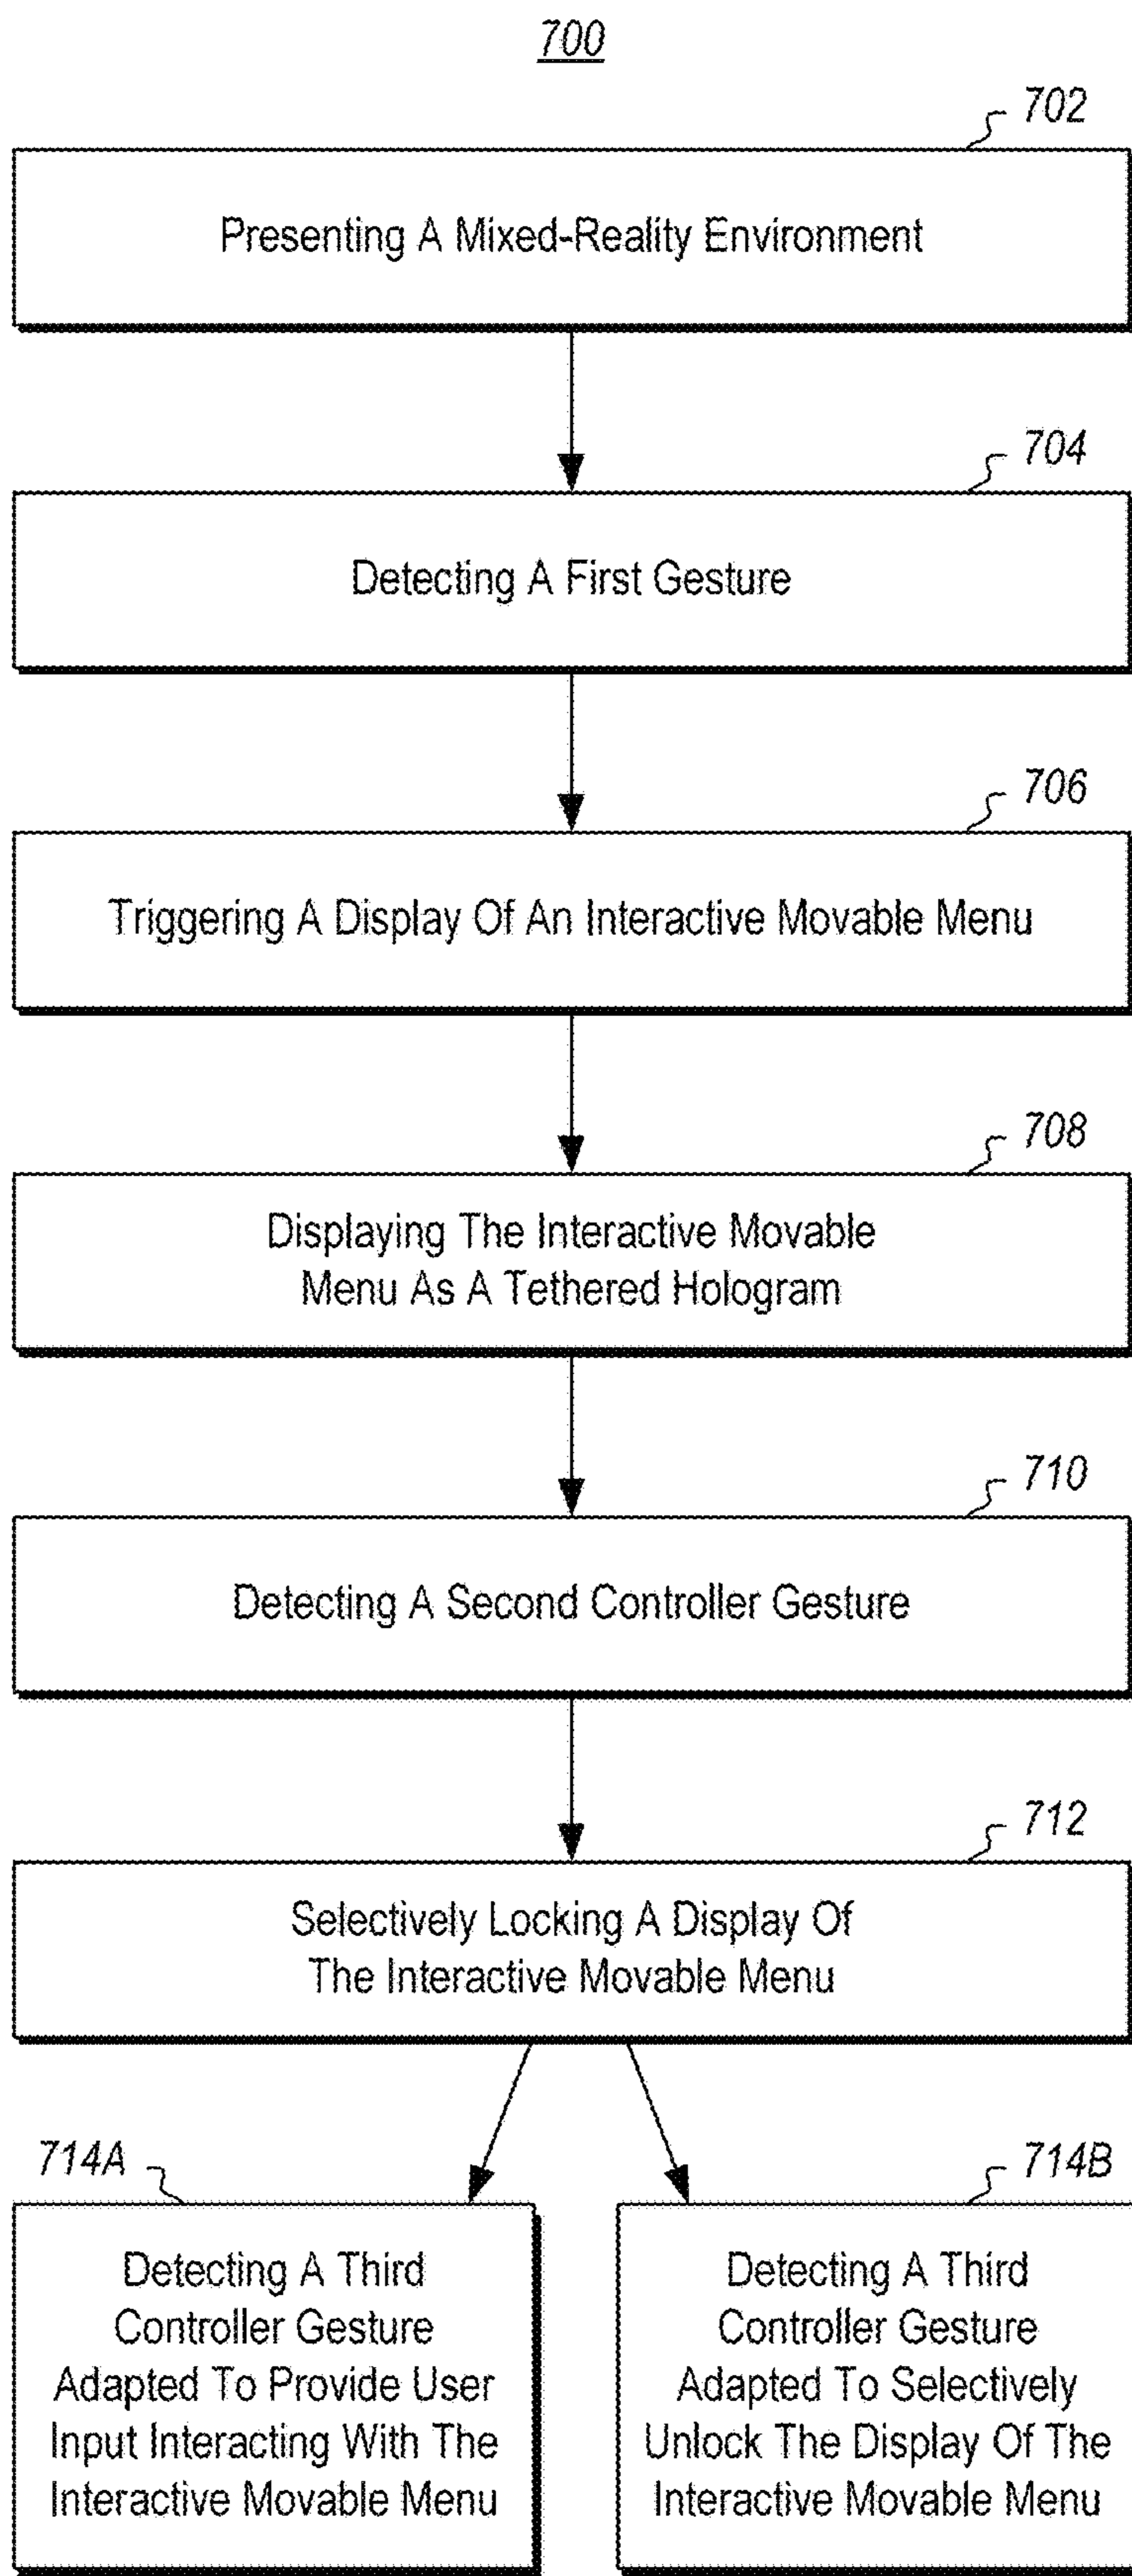 700
702
Presenting A Mixed-Reality Environment
704
Detecting A First Gesture
706
Triggering A Display Of An Interactive Movable Menu
708
Displaying The Interactive Movable
Menu As A Tethered Hologram
710
Detecting A Second Controller Gesture
712
Selectively Locking A Display Of
The Interactive Movable Menu
714A
Detecting A Third
Controller Gesture
Adapted To Provide User
Input Interacting With The
Interactive Movable Menu
714B
Detecting A Third
Controller Gesture
Adapted To Selectively
Unlock The Display Of The
Interactive Movable Menu